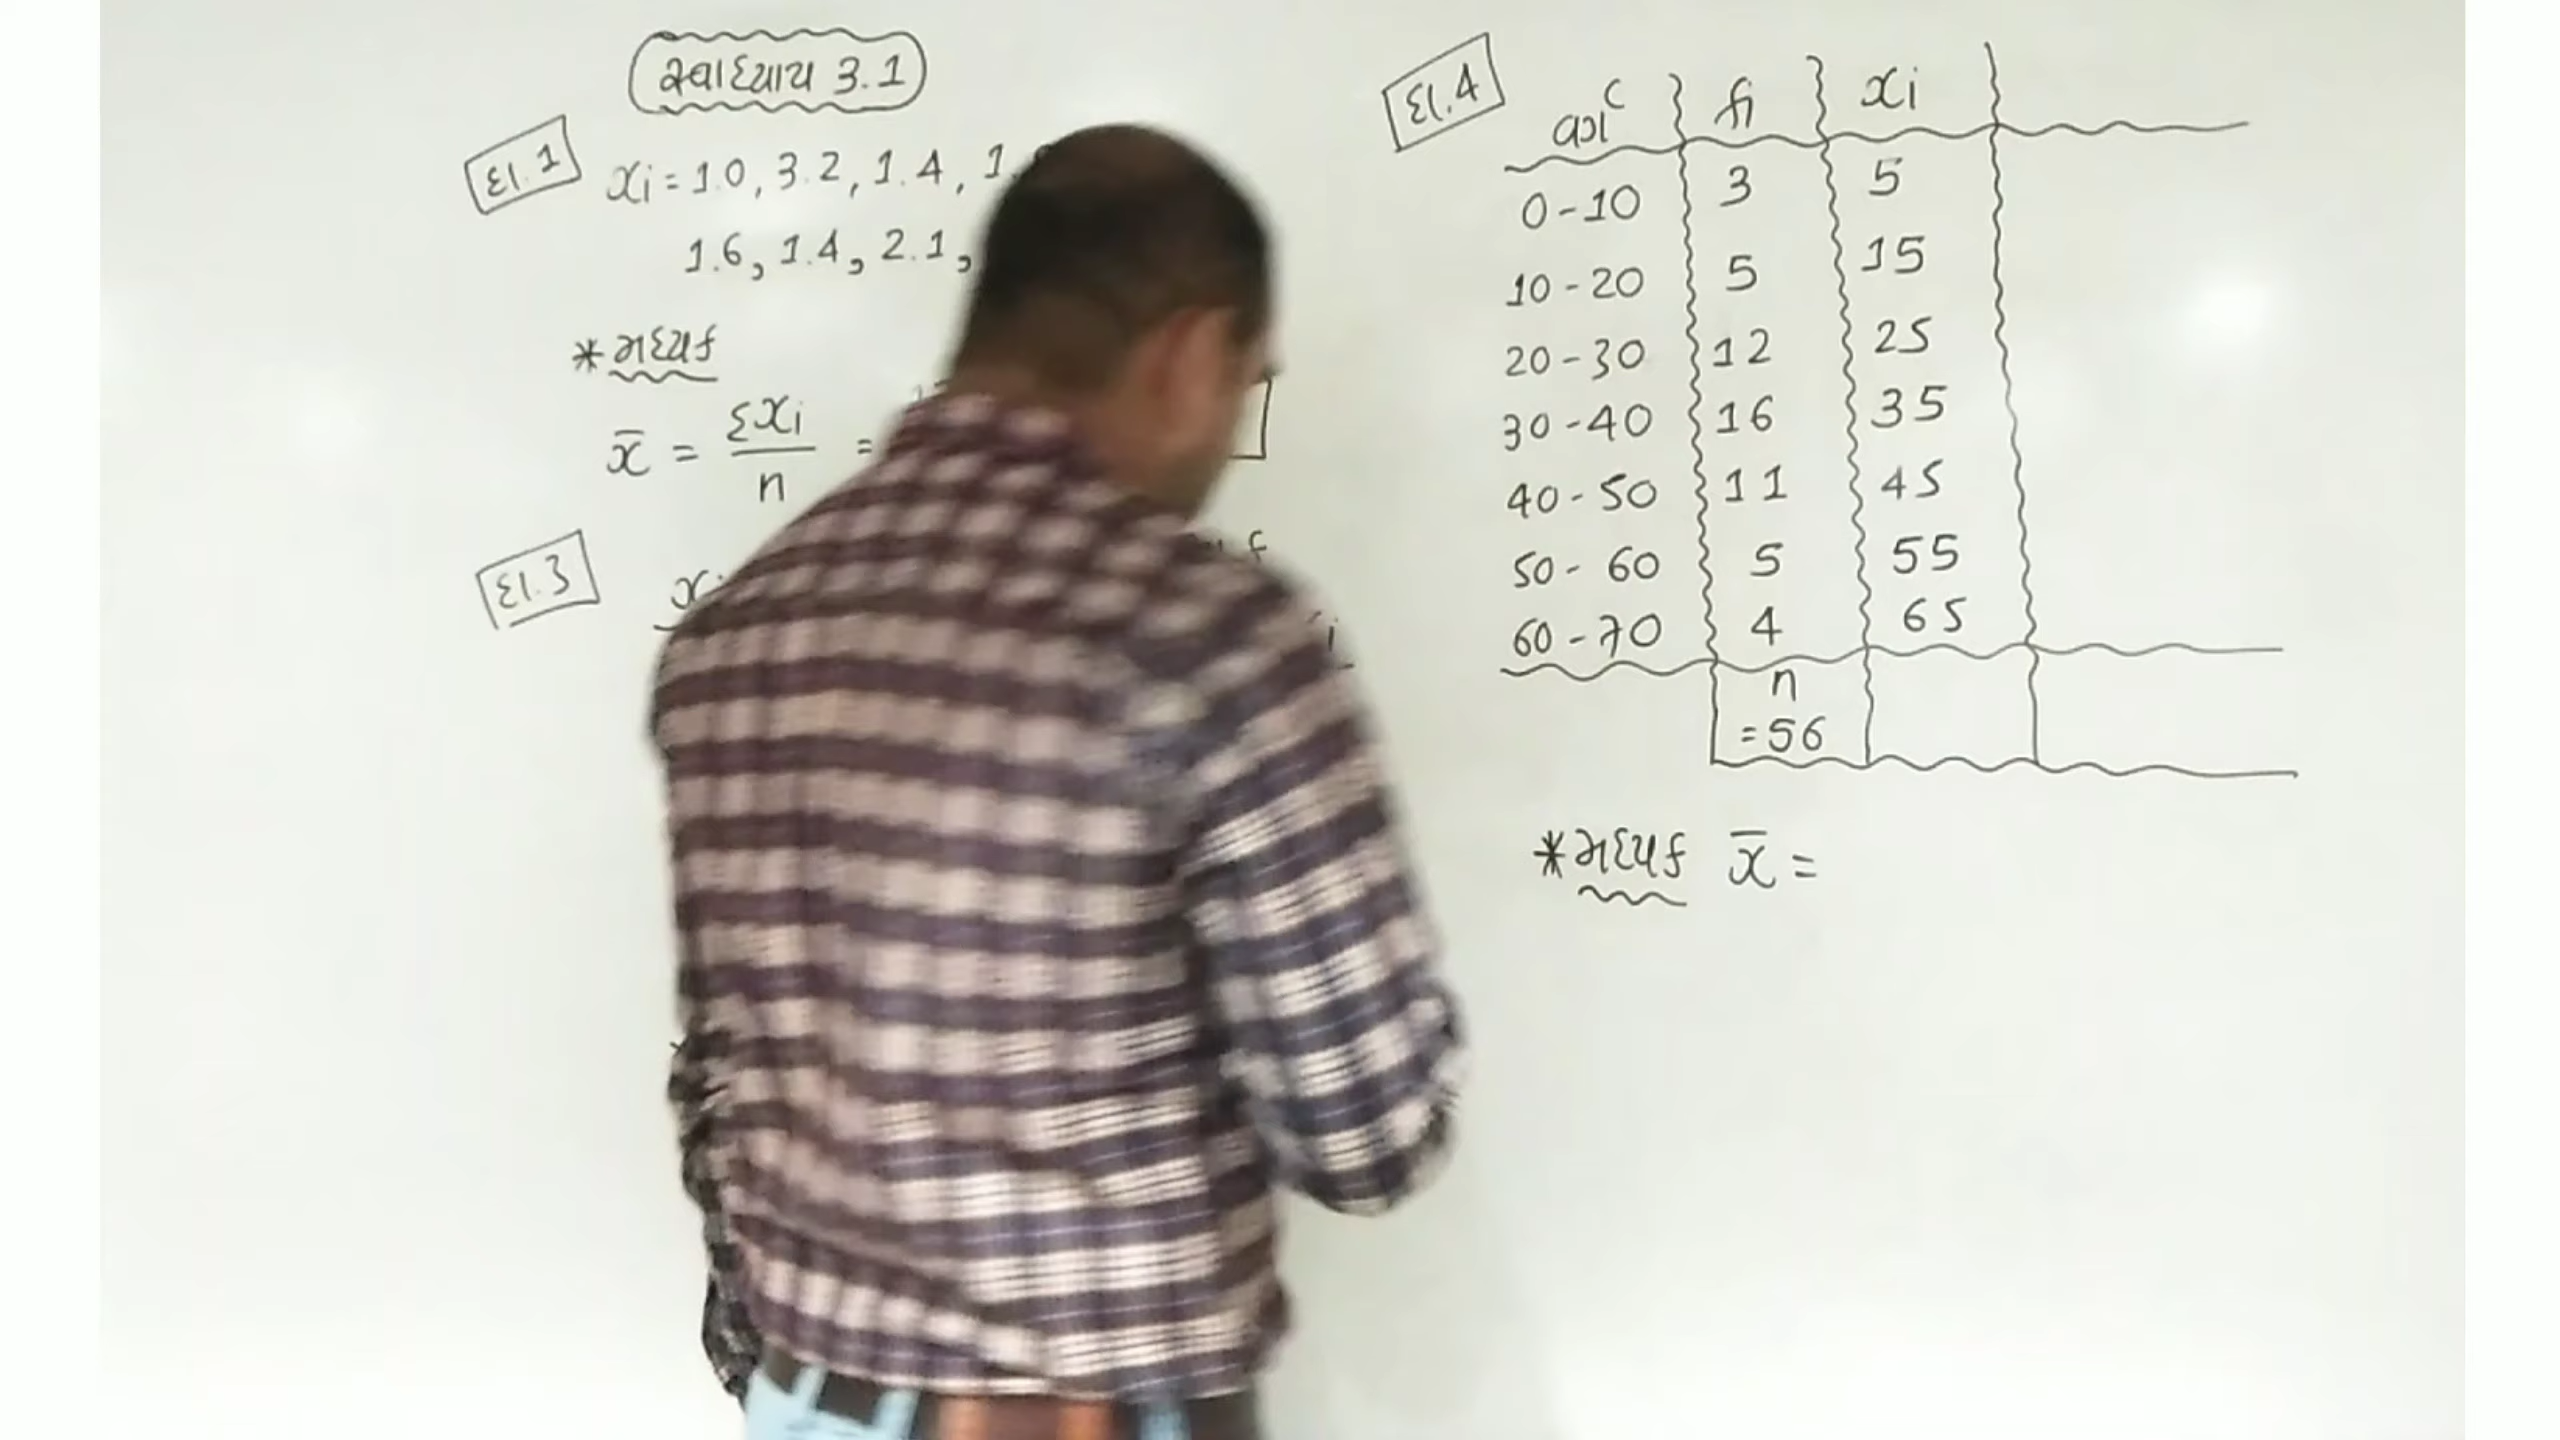 સ્વાધ્યાય 3.1
દા.1
xi = 1.0, 3.2, 1.4, 1.
1.6, 1.4, 2.1,
* મધ્યક
x̄ = Σxi / n =
દા.3
xi
દા.4
વર્ગ fi xi
0-10 3 5
10-20 5 15
20-30 12 25
30-40 16 35
40-50 11 45
50-60 5 55
60-70 4 65
n
=56
* મધ્યક x̄ =